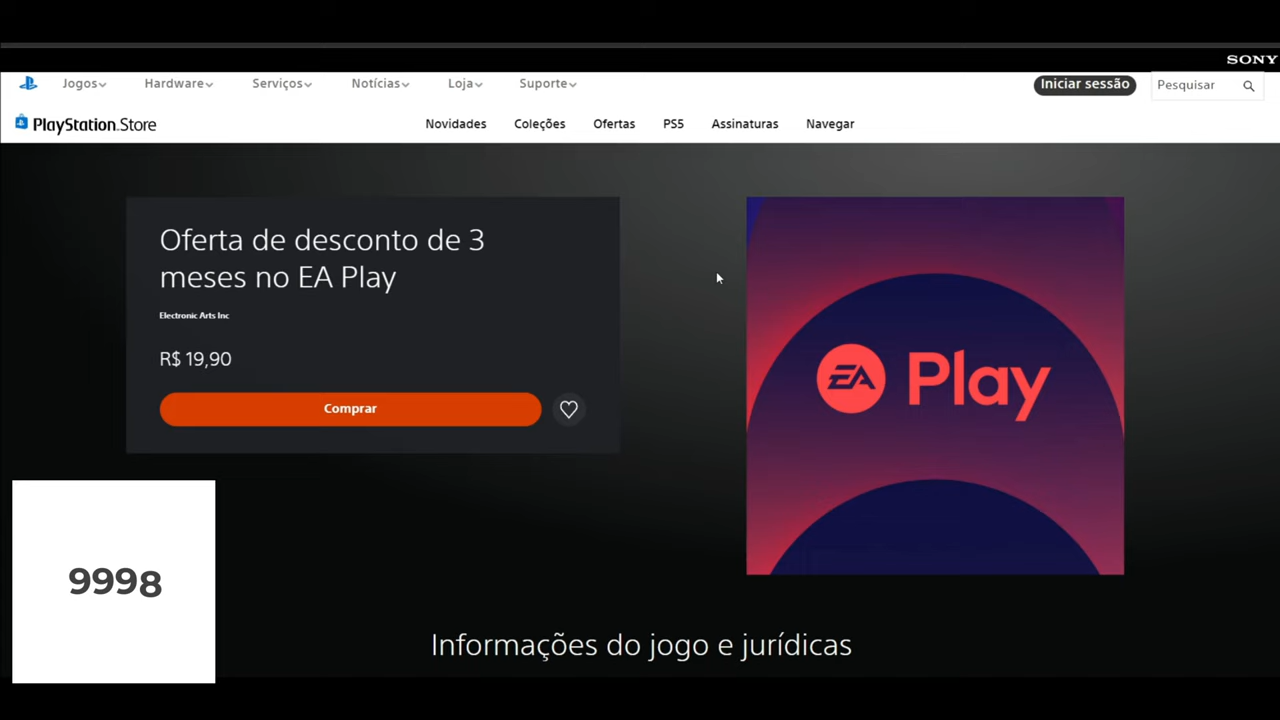 SONY
Jogos Hardware Serviços Notícias Loja Suporte Iniciar sessão Pesquisar
PlayStation.Store Novidades Coleções Ofertas PS5 Assinaturas Navegar
Oferta de desconto de 3
meses no EA Play
Electronic Arts Inc
R$ 19,90
Comprar
EA Play
9998
Informações do jogo e jurídicas